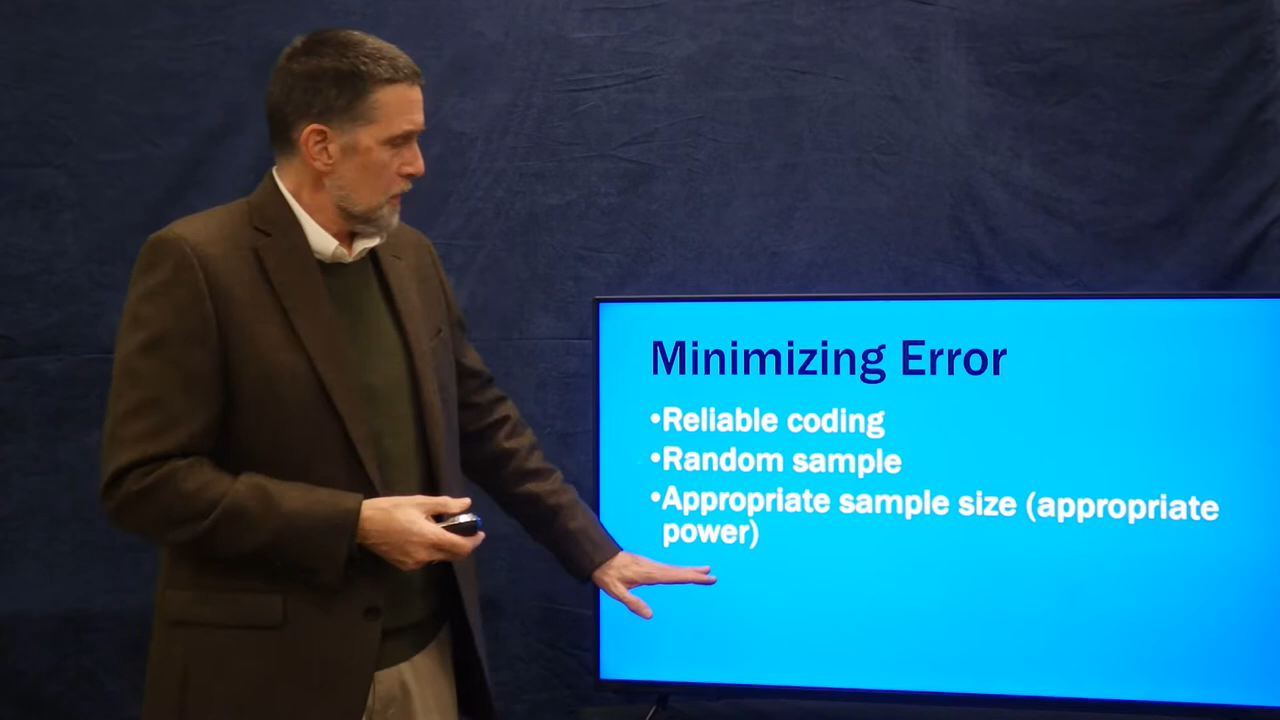 Minimizing Error
•Reliable coding
•Random sample
•Appropriate sample size (appropriate
power)